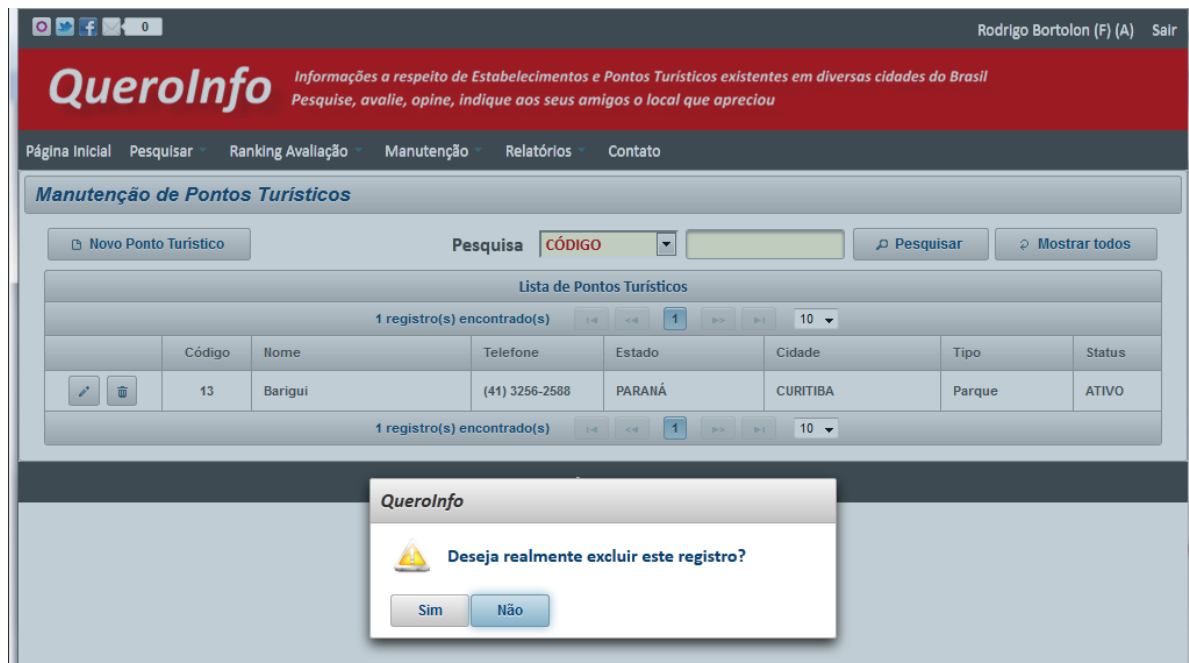 0
Rodrigo Bortolon (F) (A) Sair
QueroInfo
Informações a respeito de Estabelecimentos e Pontos Turísticos existentes em diversas cidades do Brasil
Pesquise, avalie, opine, indique aos seus amigos o local que apreciou
Página Inicial Pesquisar Ranking Avaliação Manutenção Relatórios Contato
Manutenção de Pontos Turísticos
Novo Ponto Turístico Pesquisa CÓDIGO Pesquisar Mostrar todos
Lista de Pontos Turísticos
1 registro(s) encontrado(s) 1 10
Código Nome Telefone Estado Cidade Tipo Status
13 Barigui (41) 3256-2588 PARANÁ CURITIBA Parque ATIVO
1 registro(s) encontrado(s) 1 10
QueroInfo
Deseja realmente excluir este registro?
Sim Não